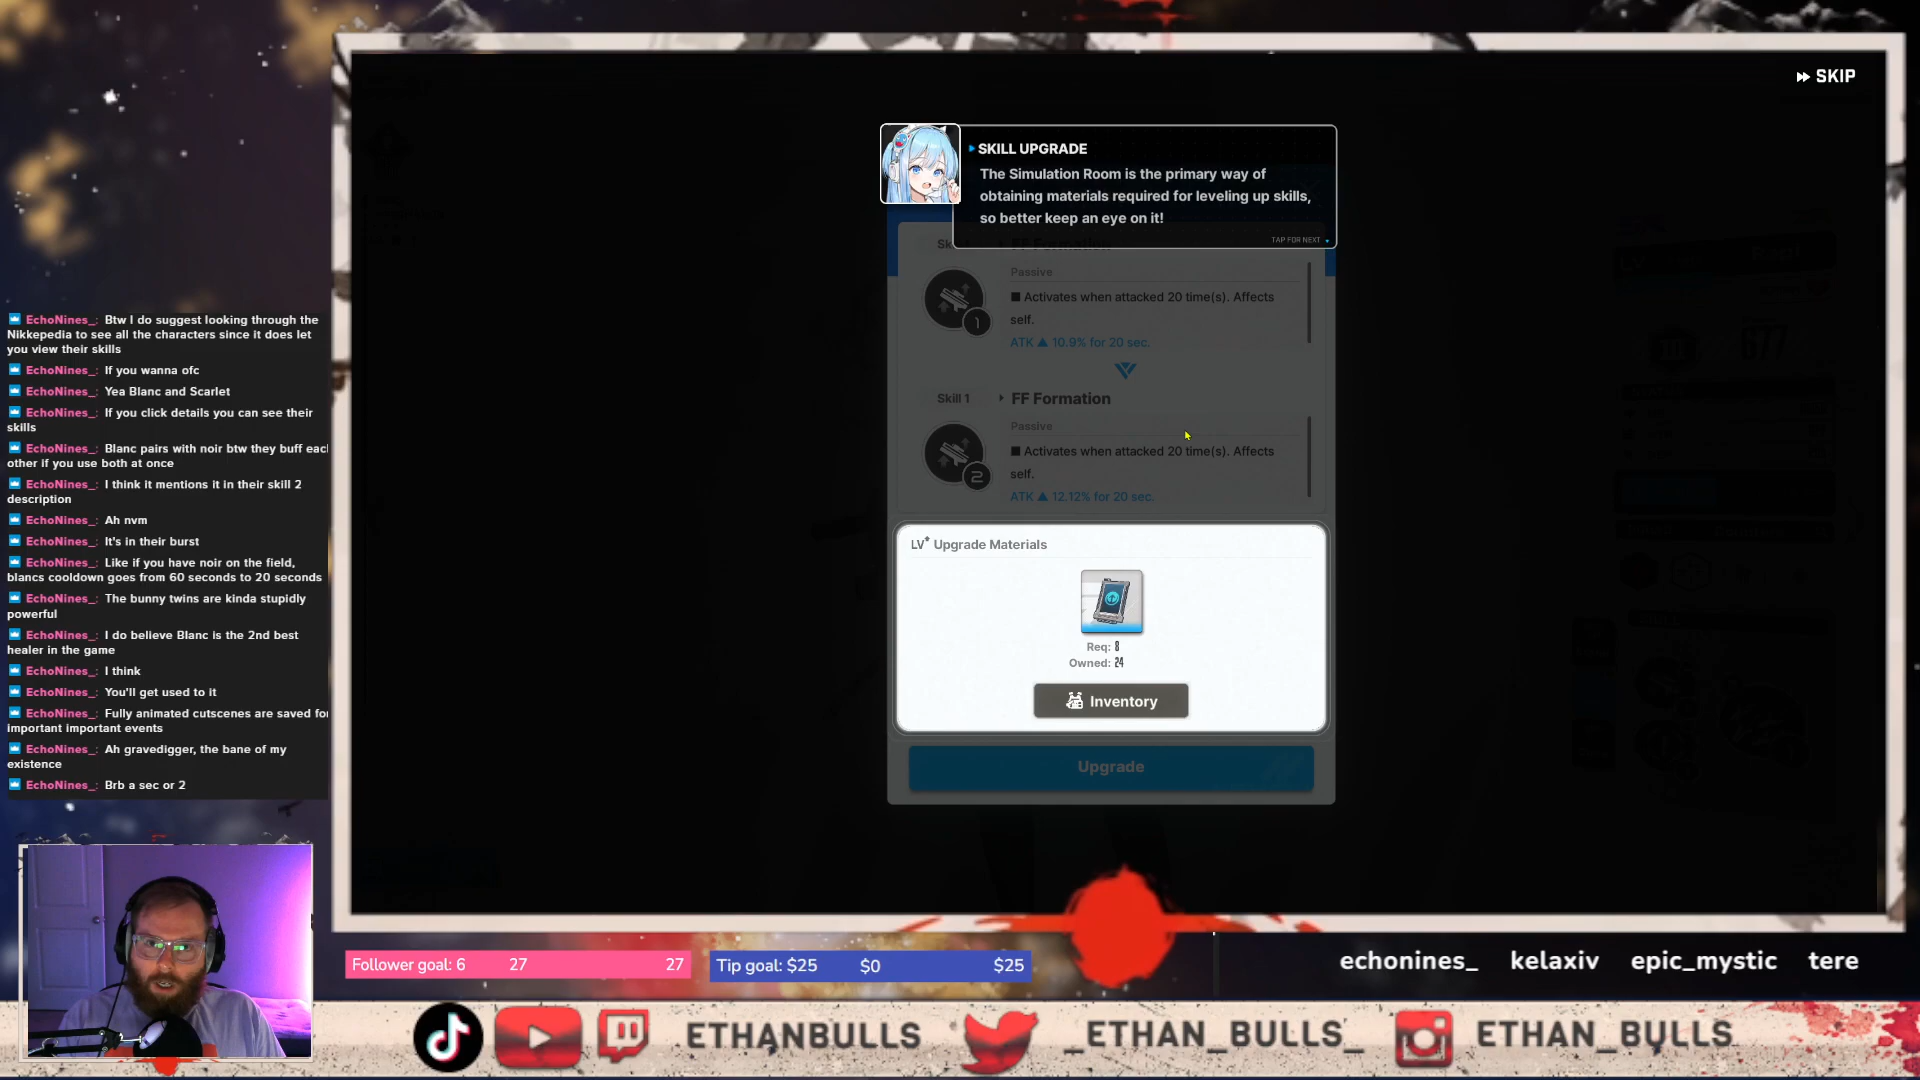 SKIP
SKILL UPGRADE
The Simulation Room is the primary way of
obtaining materials required for leveling up skills,
so better keep an eye on it!
TAP FOR NEXT
FF Formation
Passive
Activates when attacked 20 time(s). Affects
self.
ATK ▲ 10.9% for 20 sec.
1
Skill 1
FF Formation
Passive
Activates when attacked 20 time(s). Affects
self.
ATK ▲ 12.12% for 20 sec.
2
LV Upgrade Materials
Req: 8
Owned: 24
Inventory
Upgrade
677
EchoNines_: Btw I do suggest looking through the
Nikkepedia to see all the characters since it does let
you view their skills
EchoNines_: If you wanna ofc
EchoNines_: Yea Blanc and Scarlet
EchoNines_: If you click details you can see their
skills
EchoNines_: Blanc pairs with noir btw they buff each
other if you use both at once
EchoNines_: I think it mentions it in their skill 2
description
EchoNines_: Ah nvm
EchoNines_: It's in their burst
EchoNines_: Like if you have noir on the field,
blancs cooldown goes from 60 seconds to 20 seconds
EchoNines_: The bunny twins are kinda stupidly
powerful
EchoNines_: I do believe Blanc is the 2nd best
healer in the game
EchoNines_: I think
EchoNines_: You'll get used to it
EchoNines_: Fully animated cutscenes are saved for
important important events
EchoNines_: Ah gravedigger, the bane of my
existence
EchoNines_: Brb a sec or 2
Follower goal: 6 27 27
Tip goal: $25 $0 $25
echonines_ kelaxiv epic_mystic tere
ETHANBULLS
_ETHAN_BULLS_
ETHAN_BULLS